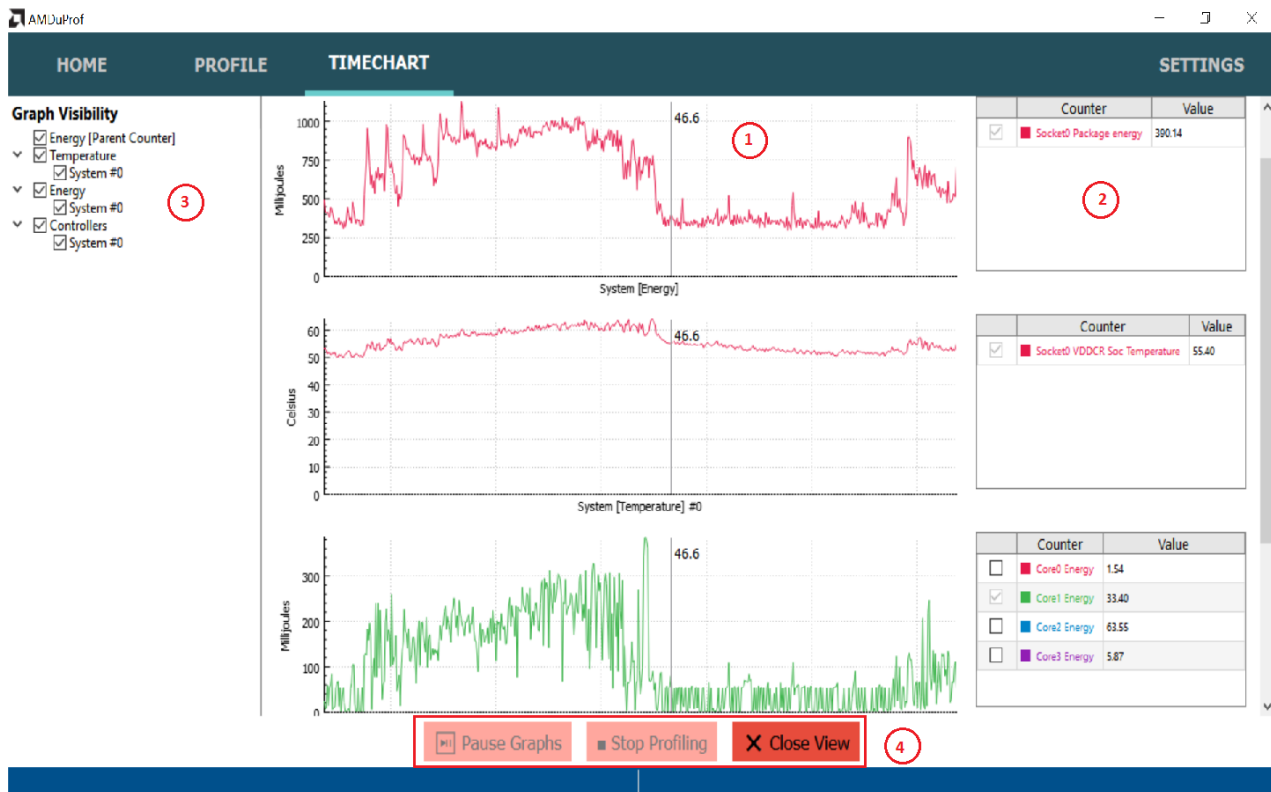 AMDuProf
HOME PROFILE TIMECHART SETTINGS
Graph Visibility
Energy [Parent Counter]
Temperature
System #0
Energy
System #0
Controllers
System #0
3
Millijoules
1000
750
500
250
0
46.6
1
System [Energy]
Counter Value
Socket0 Package energy 390.14
2
Celsius
60
50
40
30
20
10
0
46.6
System [Temperature] #0
Counter Value
Socket0 VDDCR Soc Temperature 55.40
Millijoules
300
200
100
0
46.6
Counter Value
Core0 Energy 1.54
Core1 Energy 33.40
Core2 Energy 63.55
Core3 Energy 5.87
Pause Graphs Stop Profiling Close View 4